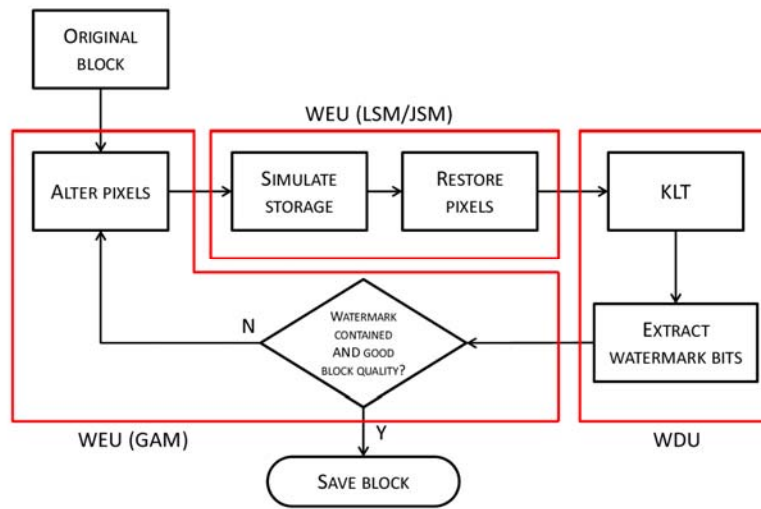 ORIGINAL
BLOCK
WEU (LSM/JSM)
ALTER PIXELS
SIMULATE
STORAGE
RESTORE
PIXELS
KLT
N
WATERMARK
CONTAINED
AND GOOD
BLOCK QUALITY?
EXTRACT
WATERMARK BITS
WEU (GAM)
Y
WDU
SAVE BLOCK